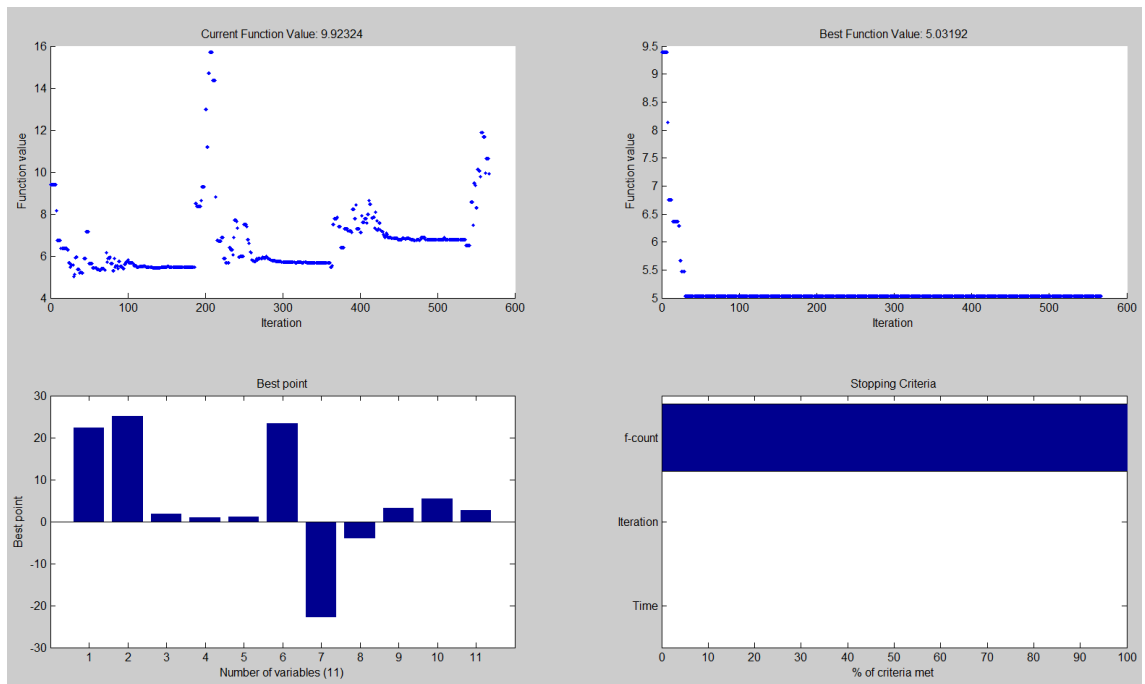 Current Function Value: 9.92324
16
14
12
10
8
6
4
Function value
0 100 200 300 400 500 600
Iteration
Best Function Value: 5.03192
9.5
9
8.5
8
7.5
7
6.5
6
5.5
5
Function value
0 100 200 300 400 500 600
Iteration
Best point
30
20
10
0
-10
-20
-30
Best point
1 2 3 4 5 6 7 8 9 10 11
Number of variables (11)
Stopping Criteria
f-count
Iteration
Time
0 10 20 30 40 50 60 70 80 90 100
% of criteria met